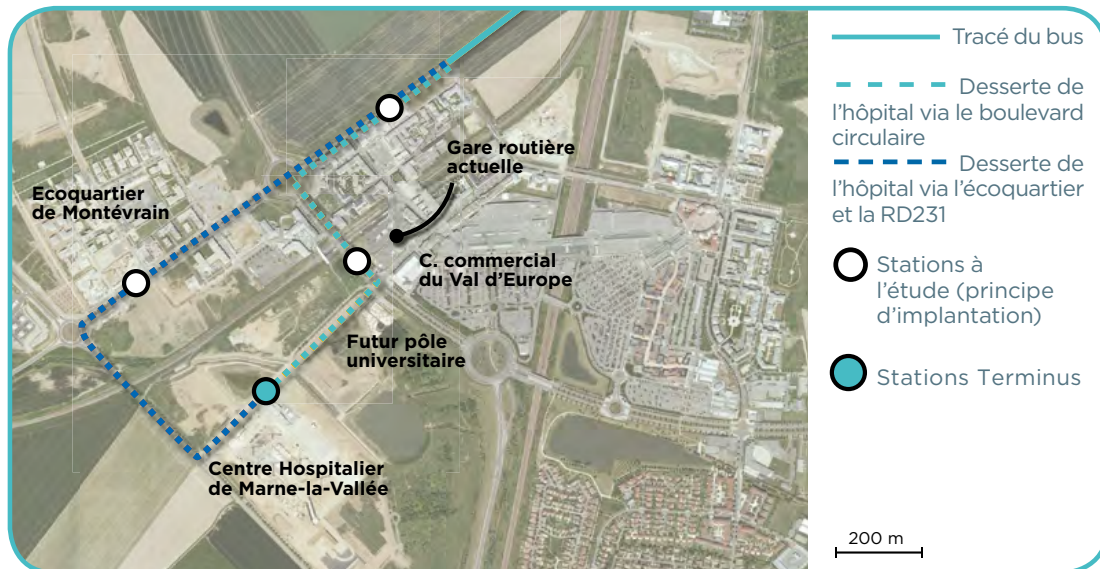 Gare routière
actuelle
Ecoquartier
de Montévrain
C. commercial
du Val d'Europe
Futur pôle
universitaire
Centre Hospitalier
de Marne-la-Vallée
Tracé du bus
Desserte de
l'hôpital via le boulevard
circulaire
Desserte de
l'hôpital via l'écoquartier
et la RD231
Stations à
l'étude (principe
d'implantation)
Stations Terminus
200 m